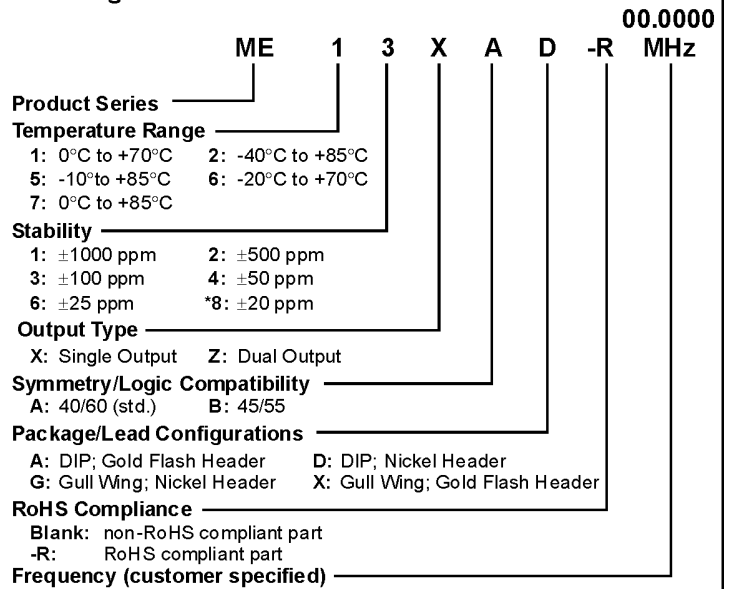 00.0000
ME 1 3 X A D -R MHz
Product Series
Temperature Range
1: 0°C to +70°C 2: -40°C to +85°C
5: -10°to +85°C 6: -20°C to +70°C
7: 0°C to +85°C
Stability
1: ±1000 ppm 2: ±500 ppm
3: ±100 ppm 4: ±50 ppm
6: ±25 ppm *8: ±20 ppm
Output Type
X: Single Output Z: Dual Output
Symmetry/Logic Compatibility
A: 40/60 (std.) B: 45/55
Package/Lead Configurations
A: DIP; Gold Flash Header D: DIP; Nickel Header
G: Gull Wing; Nickel Header X: Gull Wing; Gold Flash Header
RoHS Compliance
Blank: non-RoHS compliant part
-R: RoHS compliant part
Frequency (customer specified)